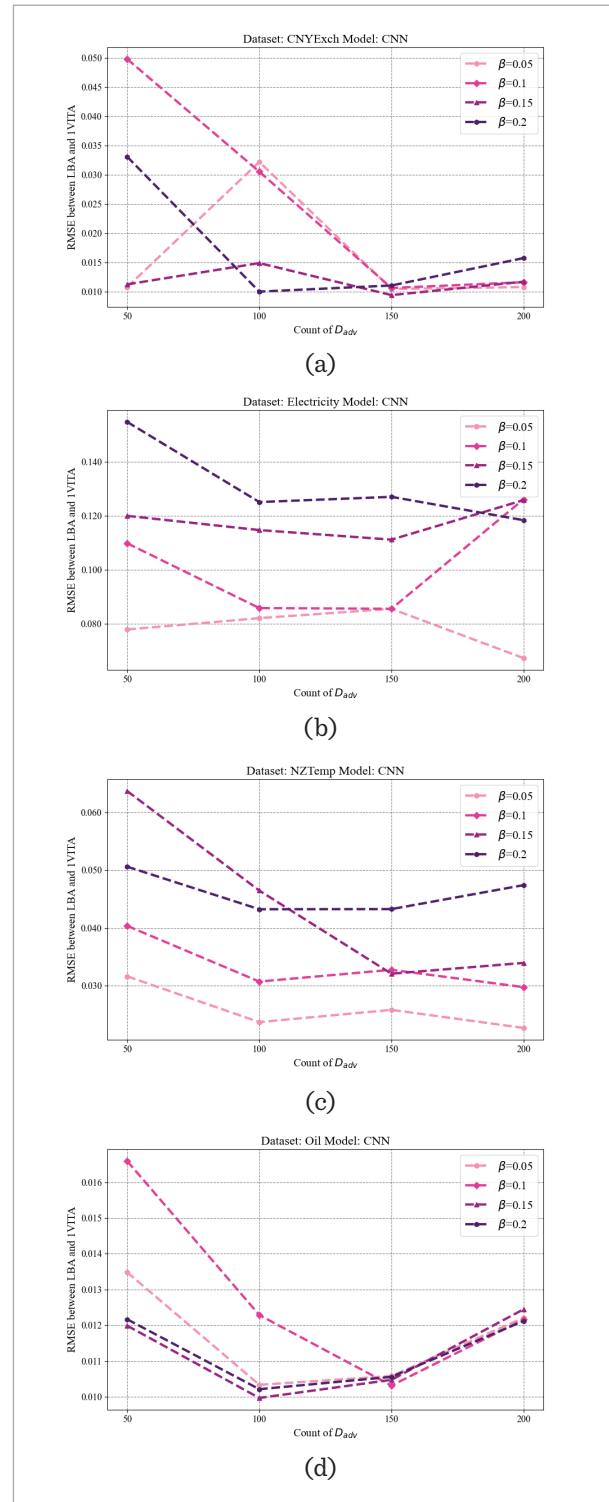 Dataset: CNYExch Model: CNN
RMSE between LBA and 1VITA
0.050
0.045
0.040
0.035
0.030
0.025
0.020
0.015
0.010
β=0.05
β=0.1
β=0.15
β=0.2
50
100
150
200
Count of D_adv
(a)
Dataset: Electricity Model: CNN
RMSE between LBA and 1VITA
0.140
0.120
0.100
0.080
β=0.05
β=0.1
β=0.15
β=0.2
50
100
150
200
Count of D_adv
(b)
Dataset: NZTemp Model: CNN
RMSE between LBA and 1VITA
0.060
0.050
0.040
0.030
β=0.05
β=0.1
β=0.15
β=0.2
50
100
150
200
Count of D_adv
(c)
Dataset: Oil Model: CNN
RMSE between LBA and 1VITA
0.016
0.015
0.014
0.013
0.012
0.011
0.010
β=0.05
β=0.1
β=0.15
β=0.2
50
100
150
200
Count of D_adv
(d)